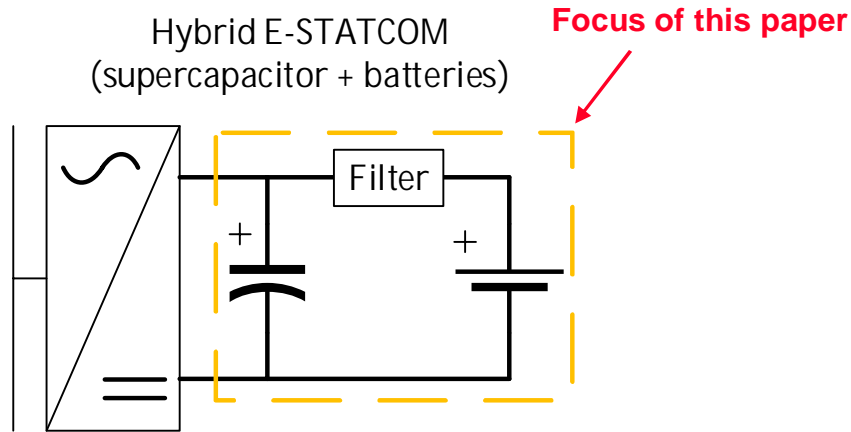 Focus of this paper
Hybrid E-STATCOM
(supercapacitor + batteries)
Filter
+
+